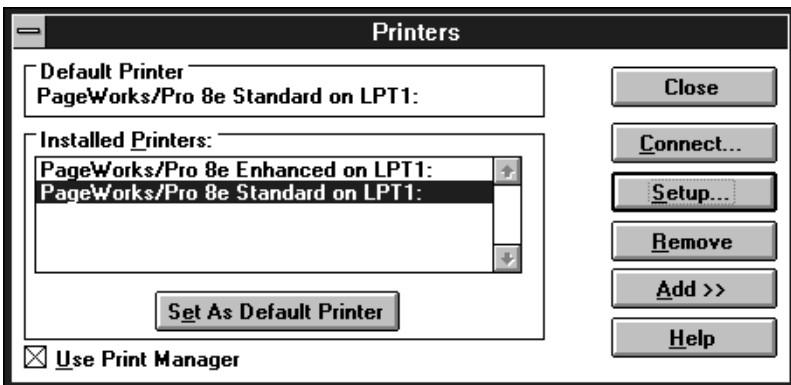 Printers
Default Printer
PageWorks/Pro 8e Standard on LPT1:
Installed Printers:
PageWorks/Pro 8e Enhanced on LPT1:
PageWorks/Pro 8e Standard on LPT1:
Set As Default Printer
Use Print Manager
Close
Connect...
Setup...
Remove
Add >>
Help